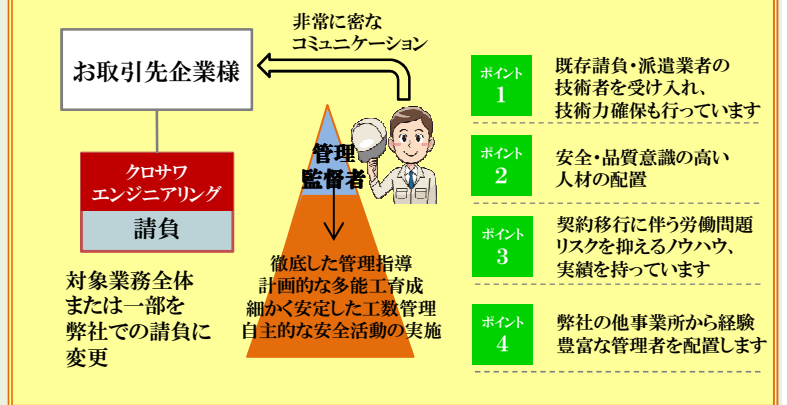 非常に密な
コミュニケーション
お取引先企業様
クロサワ
エンジニアリング
請負
対象業務全体
または一部を
弊社での請負に
変更
管理
監督者
徹底した管理指導
計画的な多能工育成
細かく安定した工数管理
自主的な安全活動の実施
ポイント
1
既存請負・派遣業者の
技術者を受け入れ、
技術力確保も行っています
ポイント
2
安全・品質意識の高い
人材の配置
ポイント
3
契約移行に伴う労働問題
リスクを抑えるノウハウ、
実績を持っています
ポイント
4
弊社の他事業所から経験
豊富な管理者を配置します